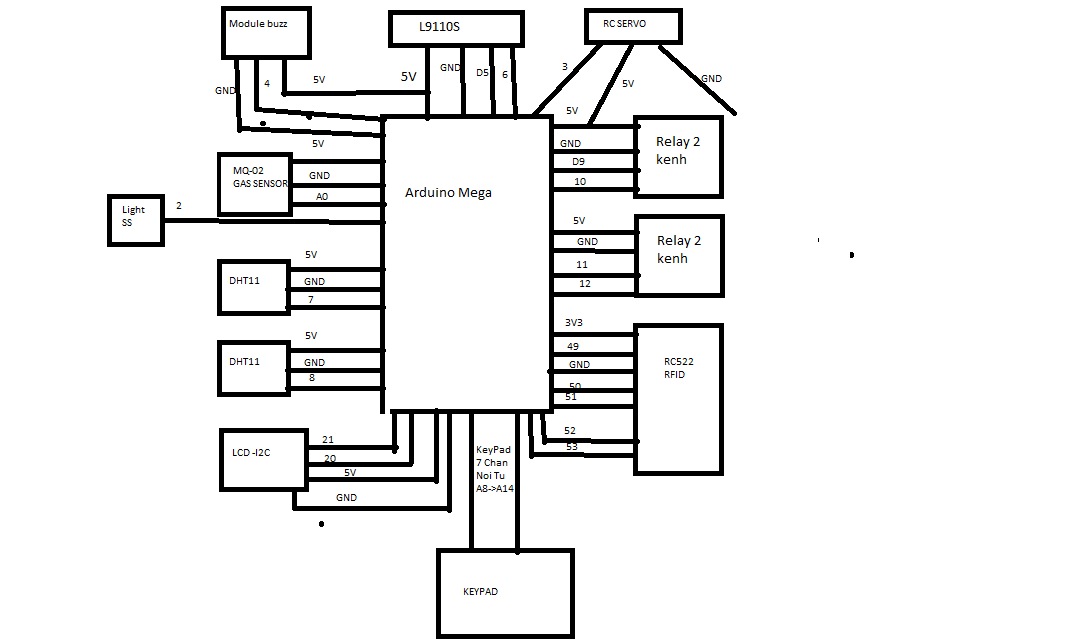 Module buzz
L9110S
RC SERVO
GND
4
5V
5V
GND
D5
6
3
5V
GND
5V
MQ-02
GAS SENSOR
5V
GND
A0
Light
SS
2
Arduino Mega
GND
D9
10
Relay 2
kenh
5V
GND
11
12
Relay 2
kenh
DHT11
5V
GND
7
DHT11
5V
GND
8
3V3
49
GND
50
51
52
53
RC522
RFID
LCD -I2C
21
20
5V
GND
KeyPad
7 Chan
Noi Tu
A8->A14
KEYPAD